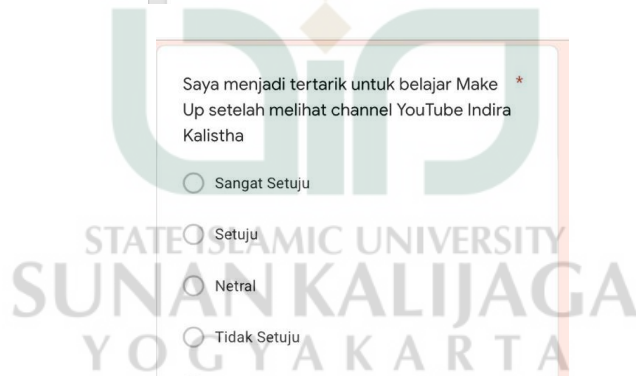 Saya menjadi tertarik untuk belajar Make *
Up setelah melihat channel YouTube Indira
Kalistha
Sangat Setuju
STATE ISLAMIC UNIVERSITY
Setuju
SUNAN KALIJAGA
Netral
Tidak Setuju
YOGYAKARTA